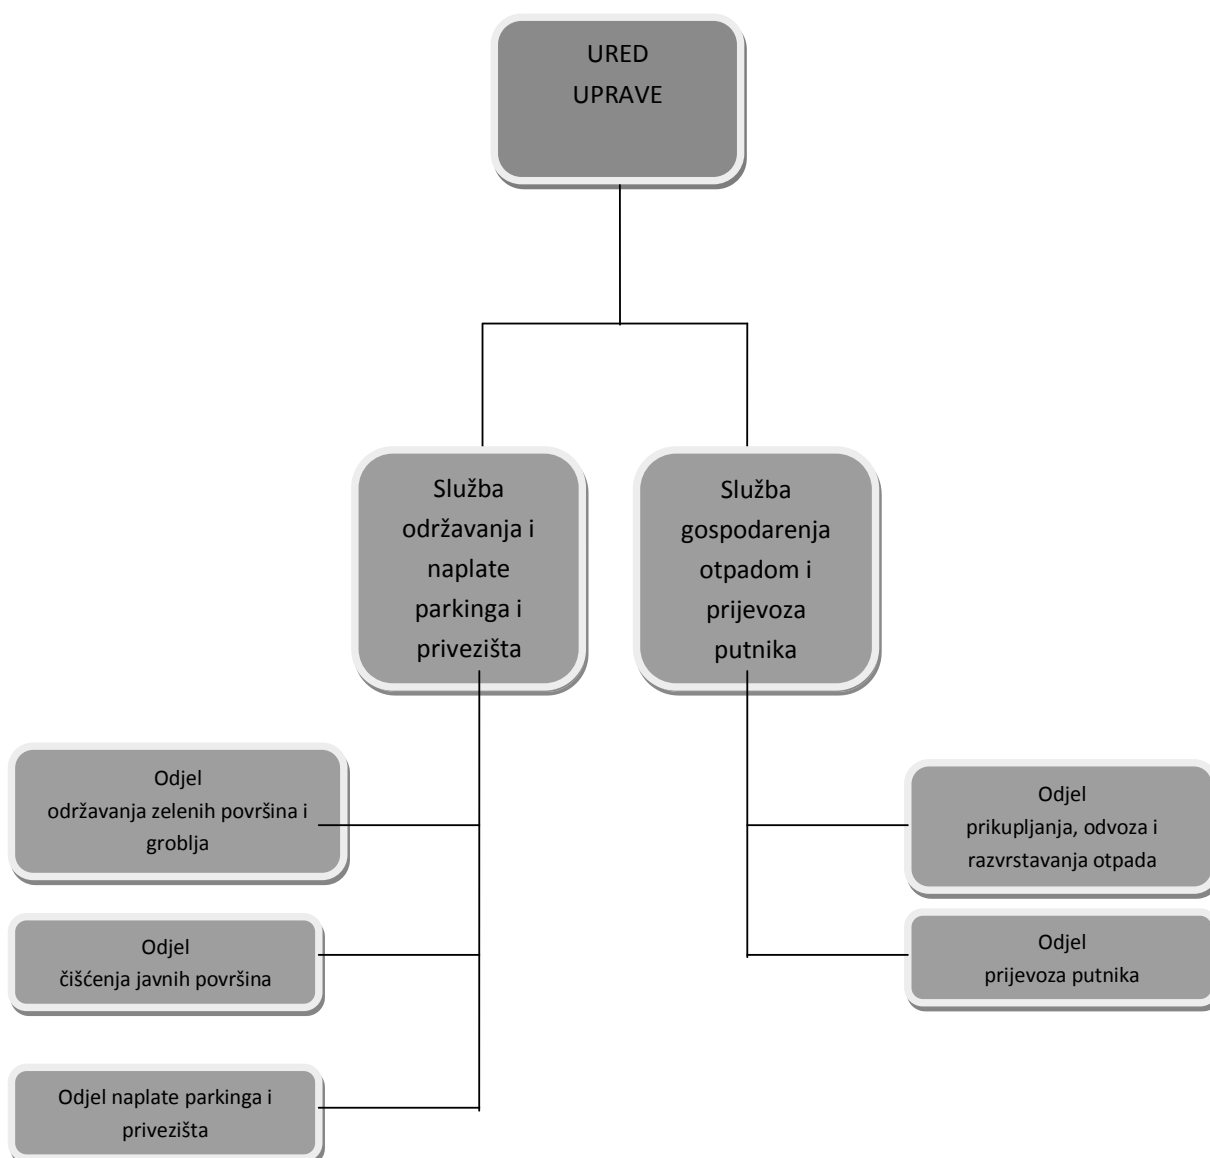 URED
UPRAVE
Služba
održavanja i
naplate
parkinga i
privezišta
Služba
gospodarenja
otpadom i
prijevoza
putnika
Odjel
održavanja zelenih površina i
groblja
Odjel
čišćenja javnih površina
Odjel naplate parkinga i
privezišta
Odjel
prikupljanja, odvoza i
razvrstavanja otpada
Odjel
prijevoza putnika